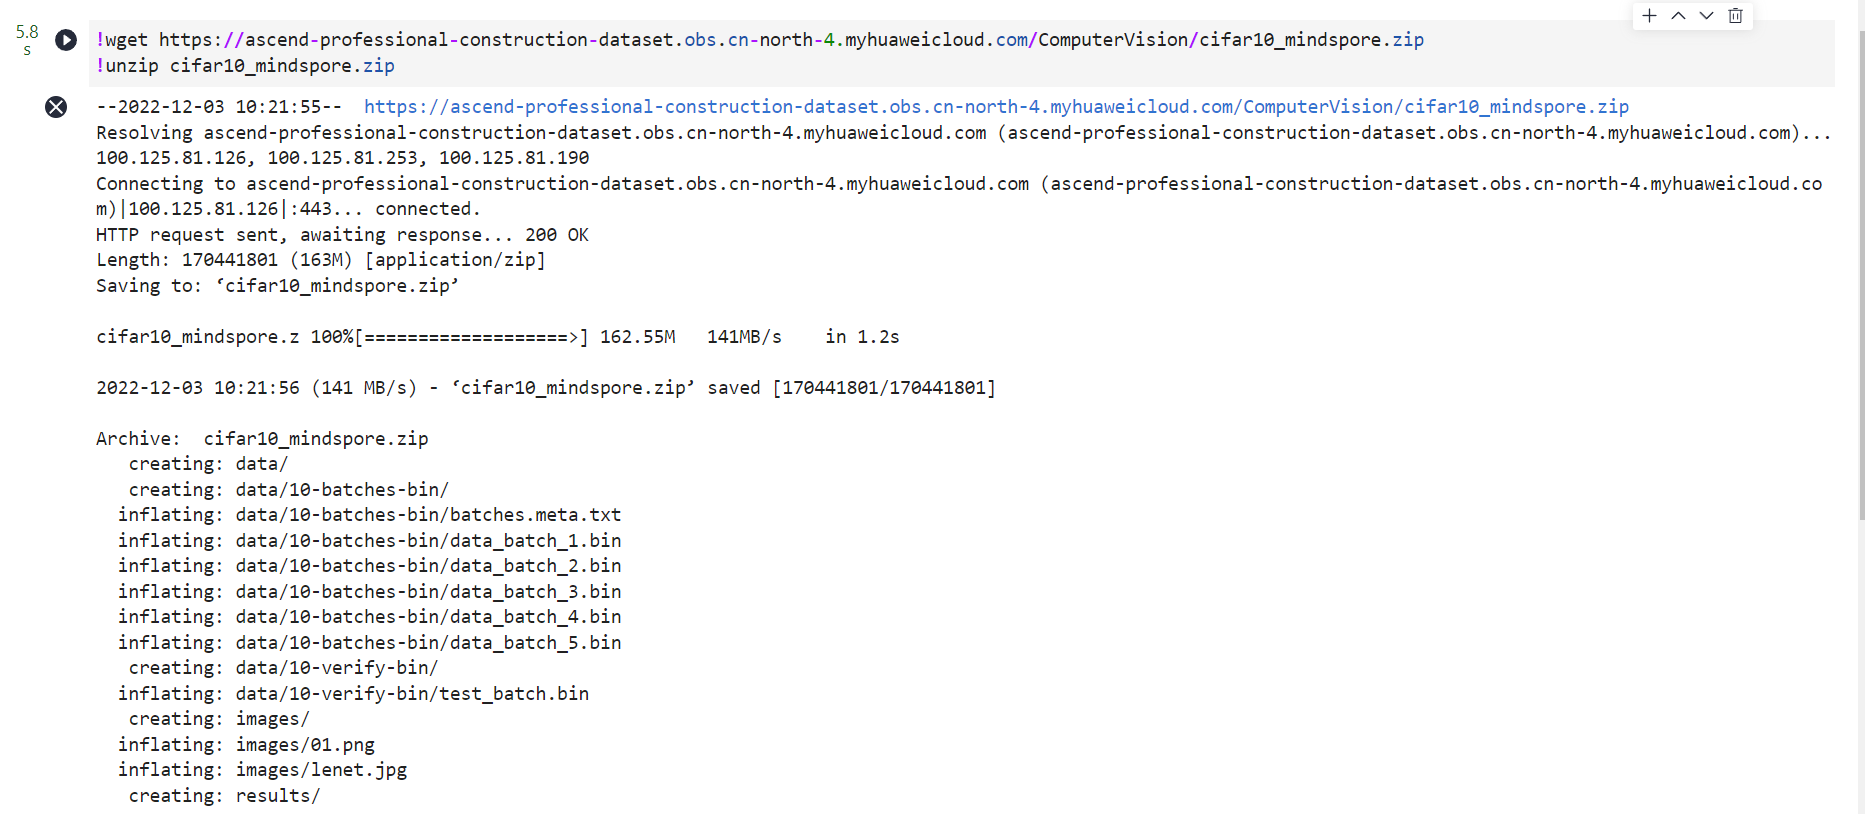 5.8
s
!wget https://ascend-professional-construction-dataset.obs.cn-north-4.myhuaweicloud.com/ComputerVision/cifar10_mindspore.zip
!unzip cifar10_mindspore.zip
--2022-12-03 10:21:55--  https://ascend-professional-construction-dataset.obs.cn-north-4.myhuaweicloud.com/ComputerVision/cifar10_mindspore.zip
Resolving ascend-professional-construction-dataset.obs.cn-north-4.myhuaweicloud.com (ascend-professional-construction-dataset.obs.cn-north-4.myhuaweicloud.com)...
100.125.81.126, 100.125.81.253, 100.125.81.190
Connecting to ascend-professional-construction-dataset.obs.cn-north-4.myhuaweicloud.com (ascend-professional-construction-dataset.obs.cn-north-4.myhuaweicloud.co
m)|100.125.81.126|:443... connected.
HTTP request sent, awaiting response... 200 OK
Length: 170441801 (163M) [application/zip]
Saving to: ‘cifar10_mindspore.zip’
cifar10_mindspore.z 100%[===================>] 162.55M   141MB/s    in 1.2s
2022-12-03 10:21:56 (141 MB/s) - ‘cifar10_mindspore.zip’ saved [170441801/170441801]
Archive:  cifar10_mindspore.zip
creating: data/
creating: data/10-batches-bin/
inflating: data/10-batches-bin/batches.meta.txt
inflating: data/10-batches-bin/data_batch_1.bin
inflating: data/10-batches-bin/data_batch_2.bin
inflating: data/10-batches-bin/data_batch_3.bin
inflating: data/10-batches-bin/data_batch_4.bin
inflating: data/10-batches-bin/data_batch_5.bin
creating: data/10-verify-bin/
inflating: data/10-verify-bin/test_batch.bin
creating: images/
inflating: images/01.png
inflating: images/lenet.jpg
creating: results/